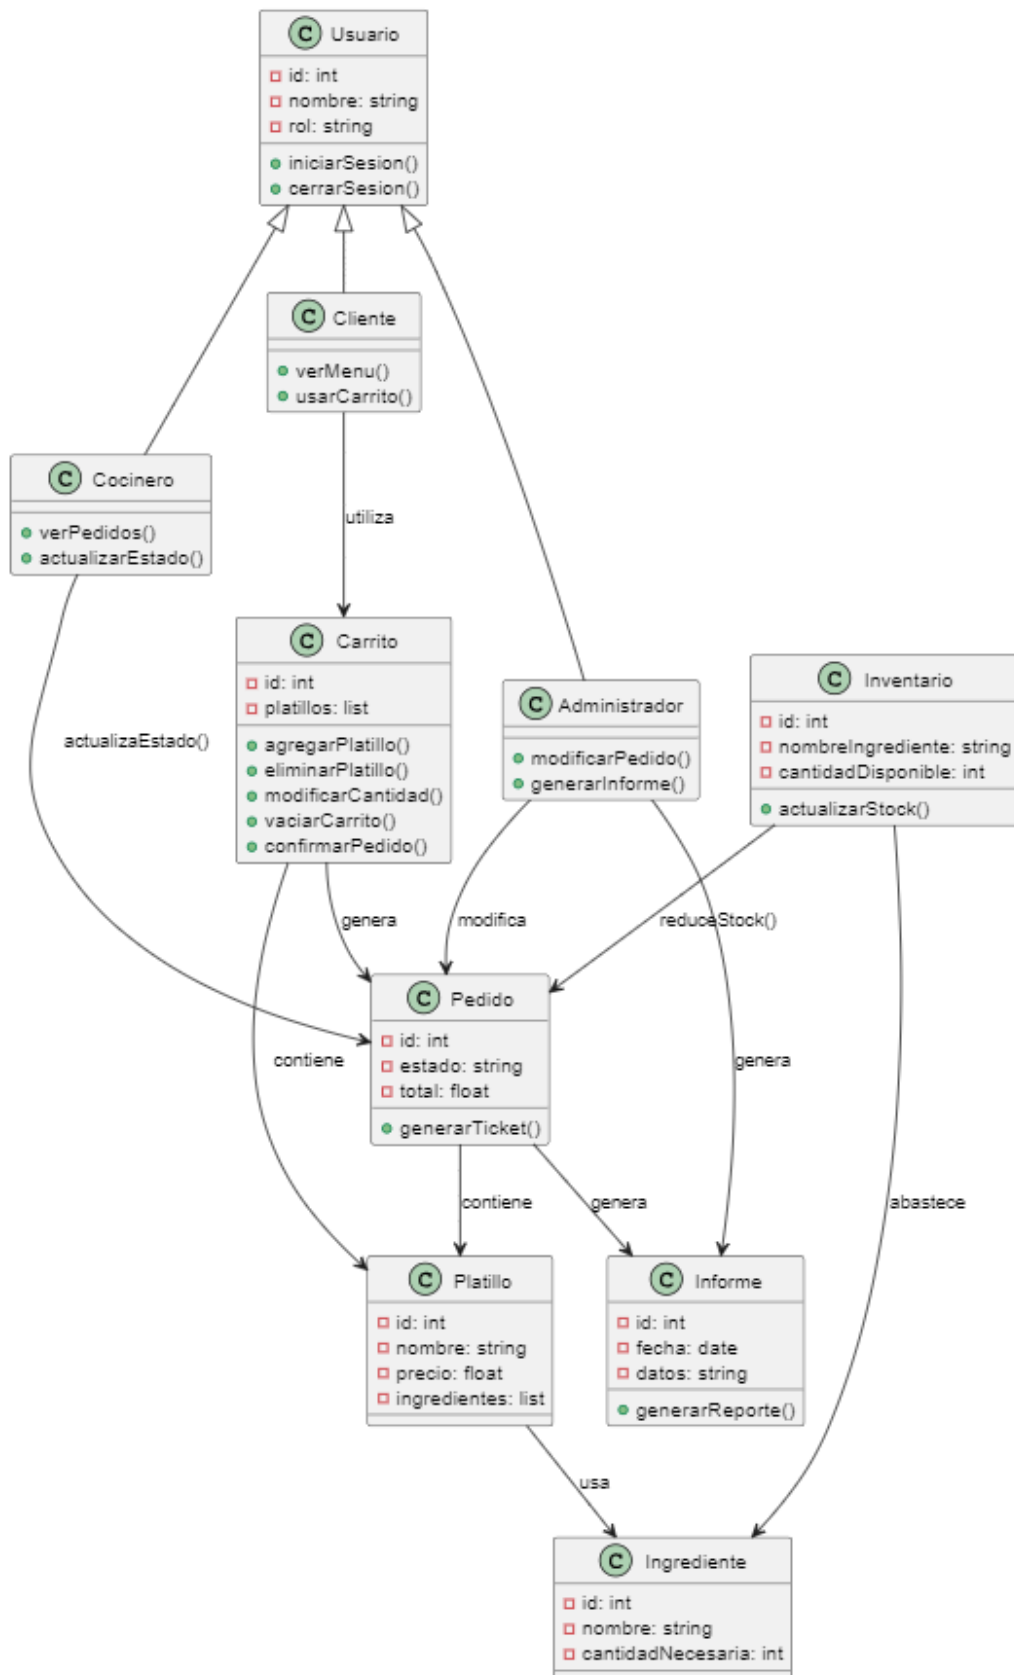 C Usuario
id: int
nombre: string
rol: string
iniciarSesion()
cerrarSesion()
C Cliente
verMenu()
usarCarrito()
C Cocinero
verPedidos()
actualizarEstado()
utiliza
C Carrito
id: int
platillos: list
agregarPlatillo()
eliminarPlatillo()
modificarCantidad()
vaciarCarrito()
confirmarPedido()
C Administrador
modificarPedido()
generarInforme()
C Inventario
id: int
nombreIngrediente: string
cantidadDisponible: int
actualizarStock()
actualizaEstado()
genera
modifica
reduceStock()
C Pedido
id: int
estado: string
total: float
generarTicket()
contiene
genera
contiene
genera
abastece
C Platillo
id: int
nombre: string
precio: float
ingredientes: list
C Informe
id: int
fecha: date
datos: string
generarReporte()
usa
C Ingrediente
id: int
nombre: string
cantidadNecesaria: int